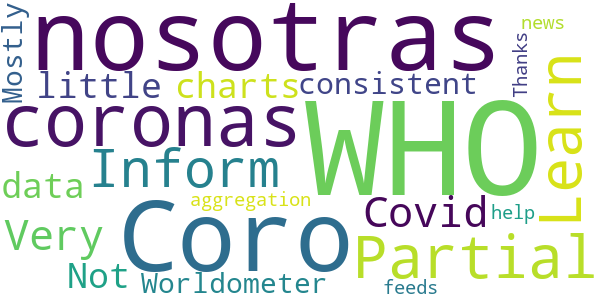 Mostly
nosotras
Thanks
news
little
charts
consistent
Learn
coronas
WHO
Inform
data
aggregation
Coro
Covid
help
Very
Partial
Not
Worldometer
feeds